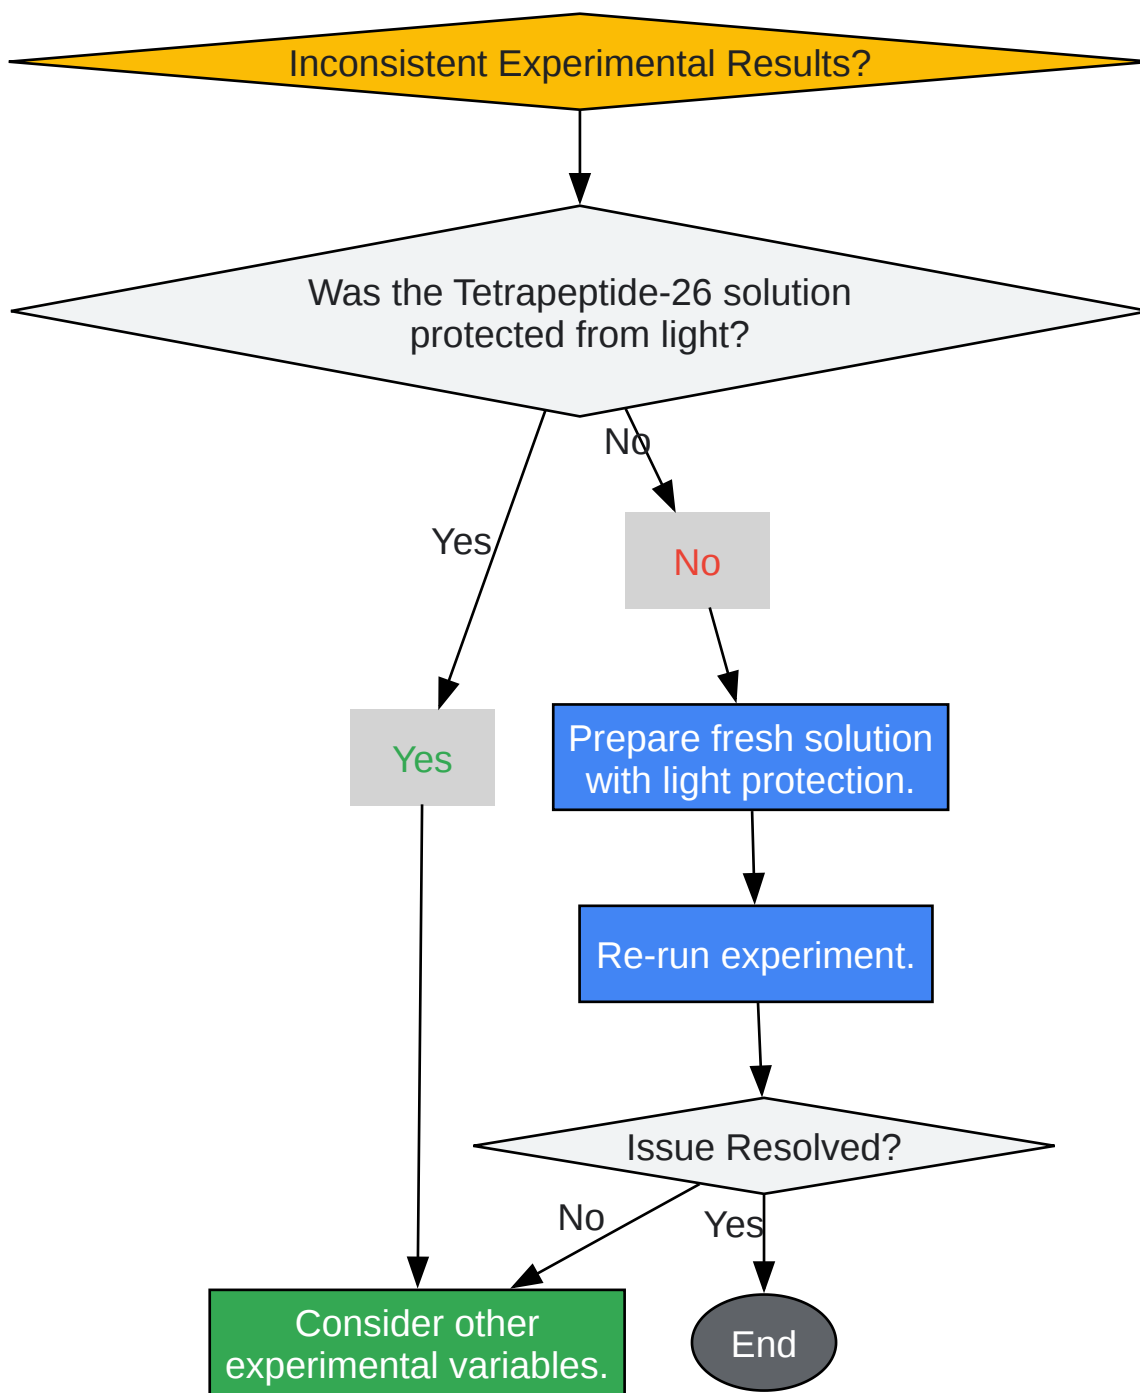 Inconsistent Experimental Results?
Was the Tetrapeptide-26 solution
protected from light?
No
Yes
No
Yes
Prepare fresh solution
with light protection.
Re-run experiment.
Issue Resolved?
No
Yes
Consider other
experimental variables.
End